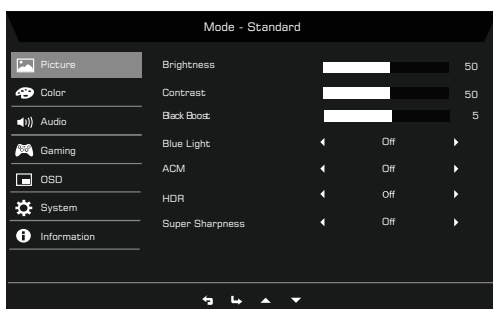 Mode - Standard
Picture
Brightness 50
Color
Contrast 50
Audio
Black Boost 5
Gaming
Blue Light Off
OSD
ACM Off
System
HDR Off
Information
Super Sharpness Off